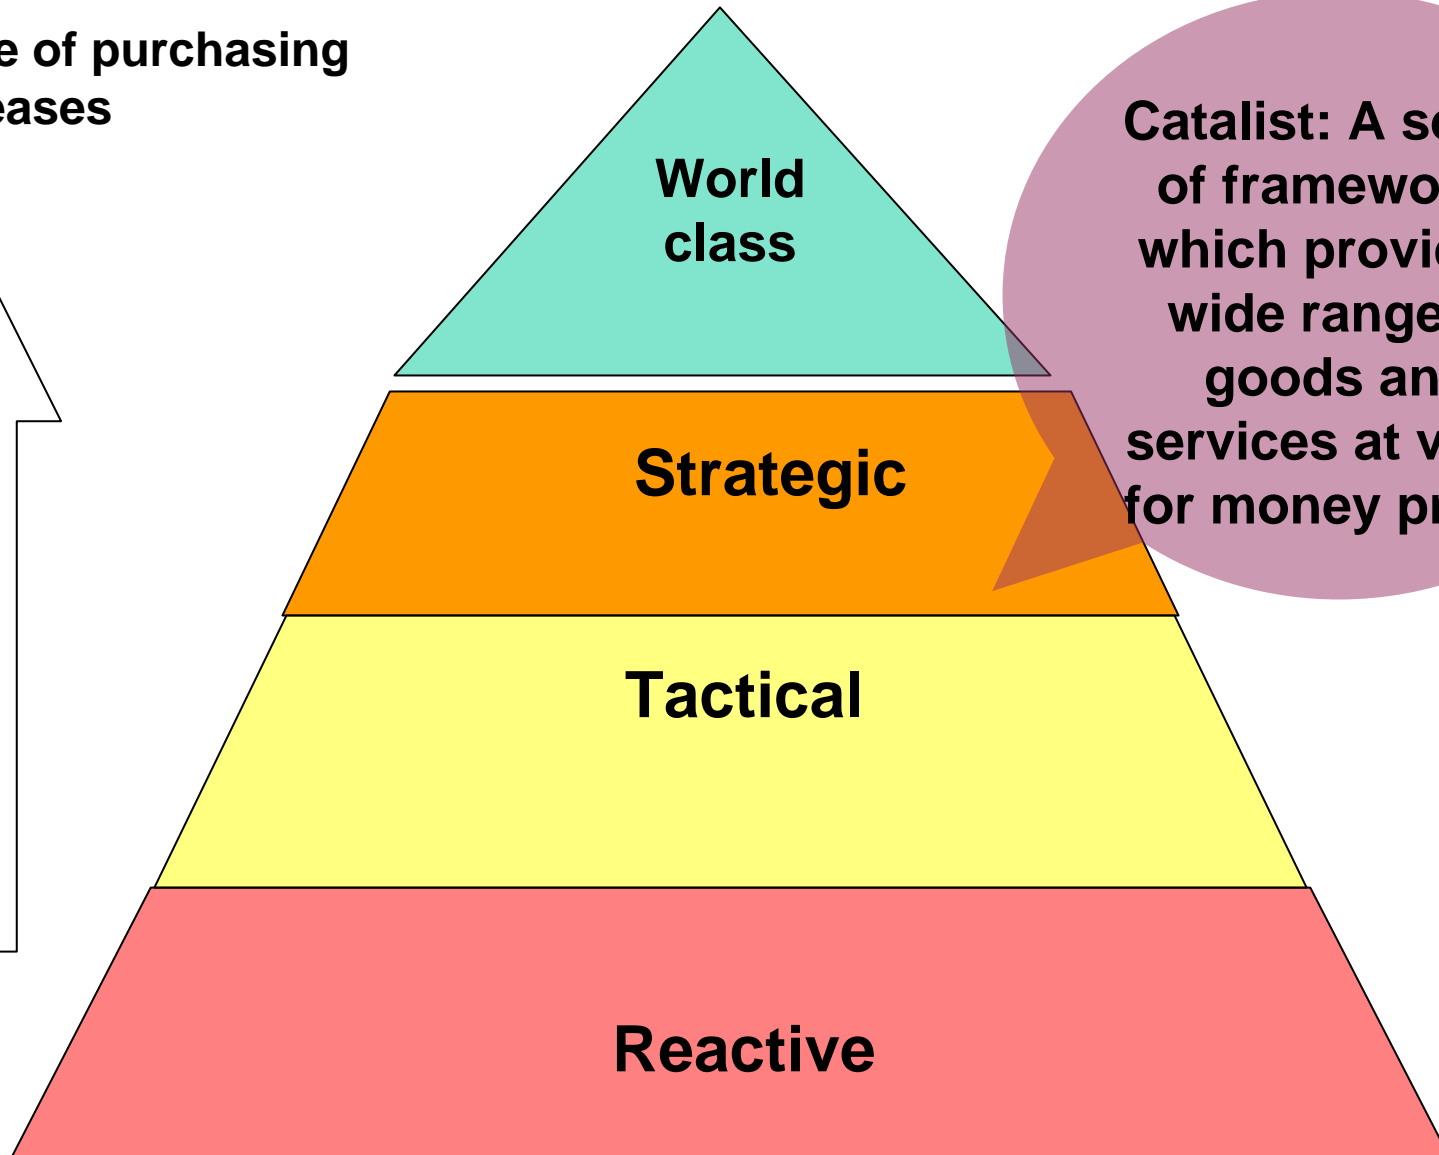 e of purchasing
eases
World
class
Catalist: A se
of framewo
which provi
wide range
goods an
services at v
for money pr
Strategic
Tactical
Reactive